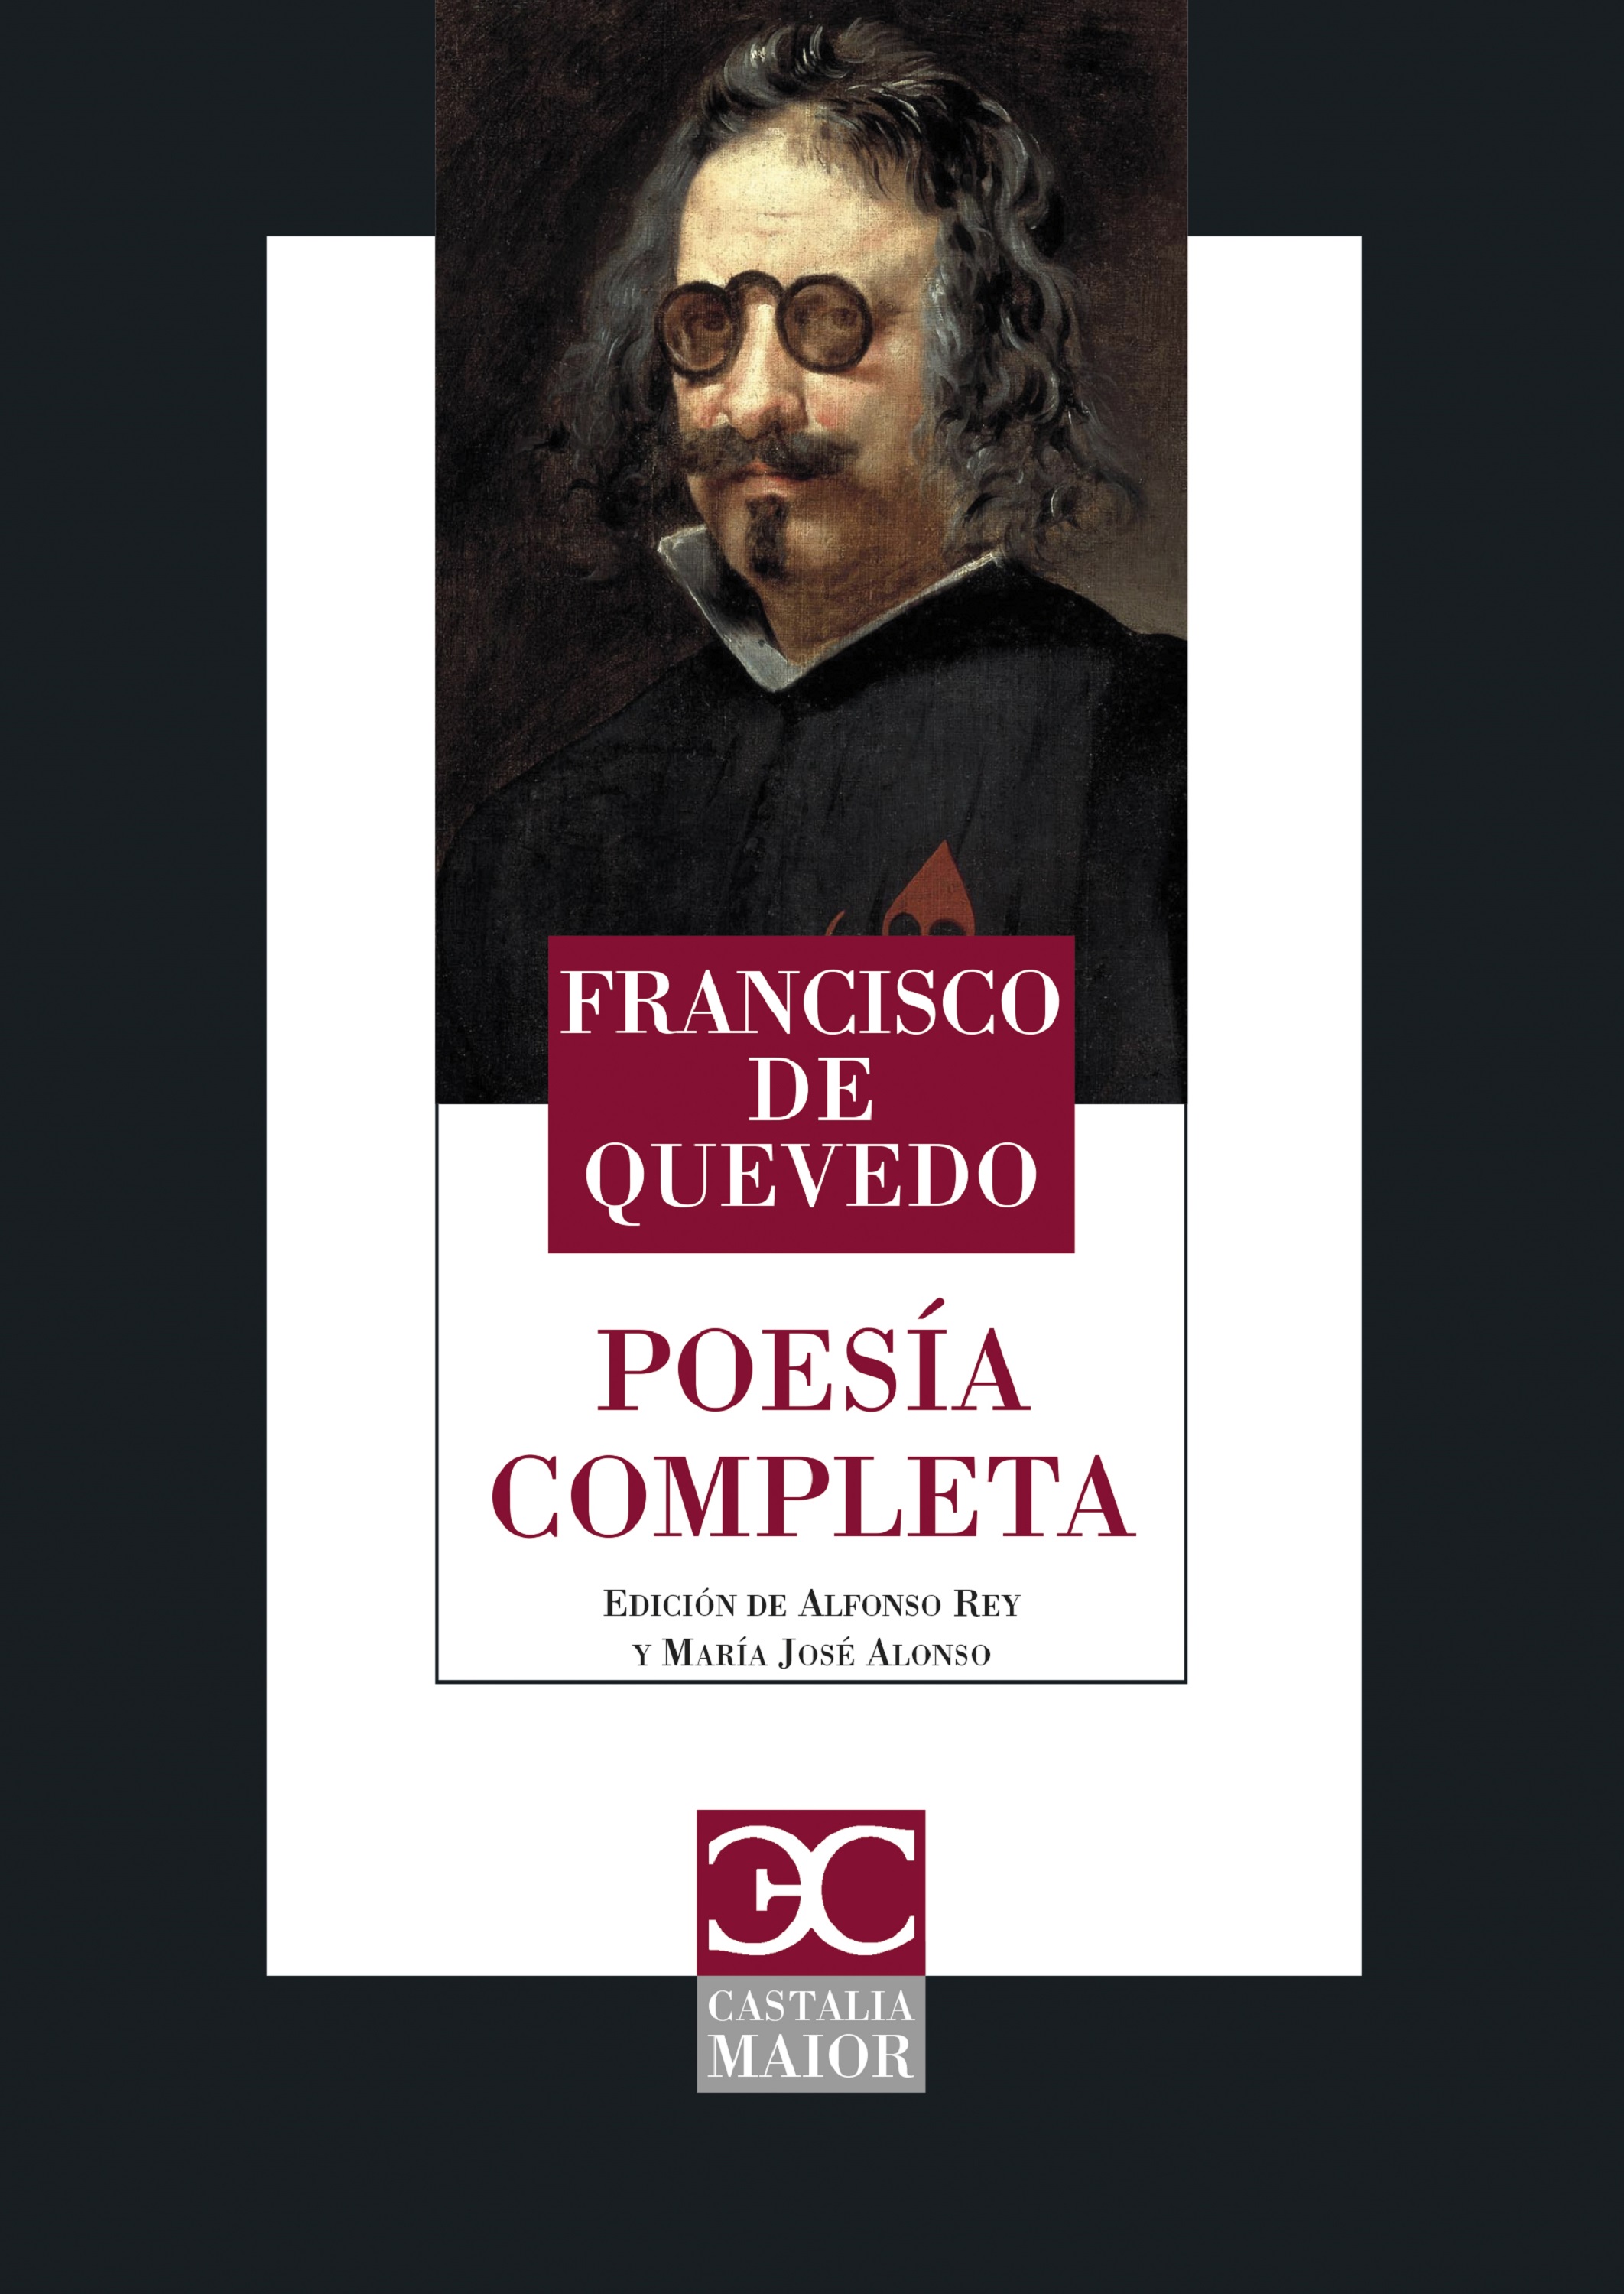 FRANCISCO
DE
QUEVEDO
POESÍA
COMPLETA
EDICIÓN DE ALFONSO REY
Y MARÍA JOSÉ ALONSO
CASTALIA
MAIOR